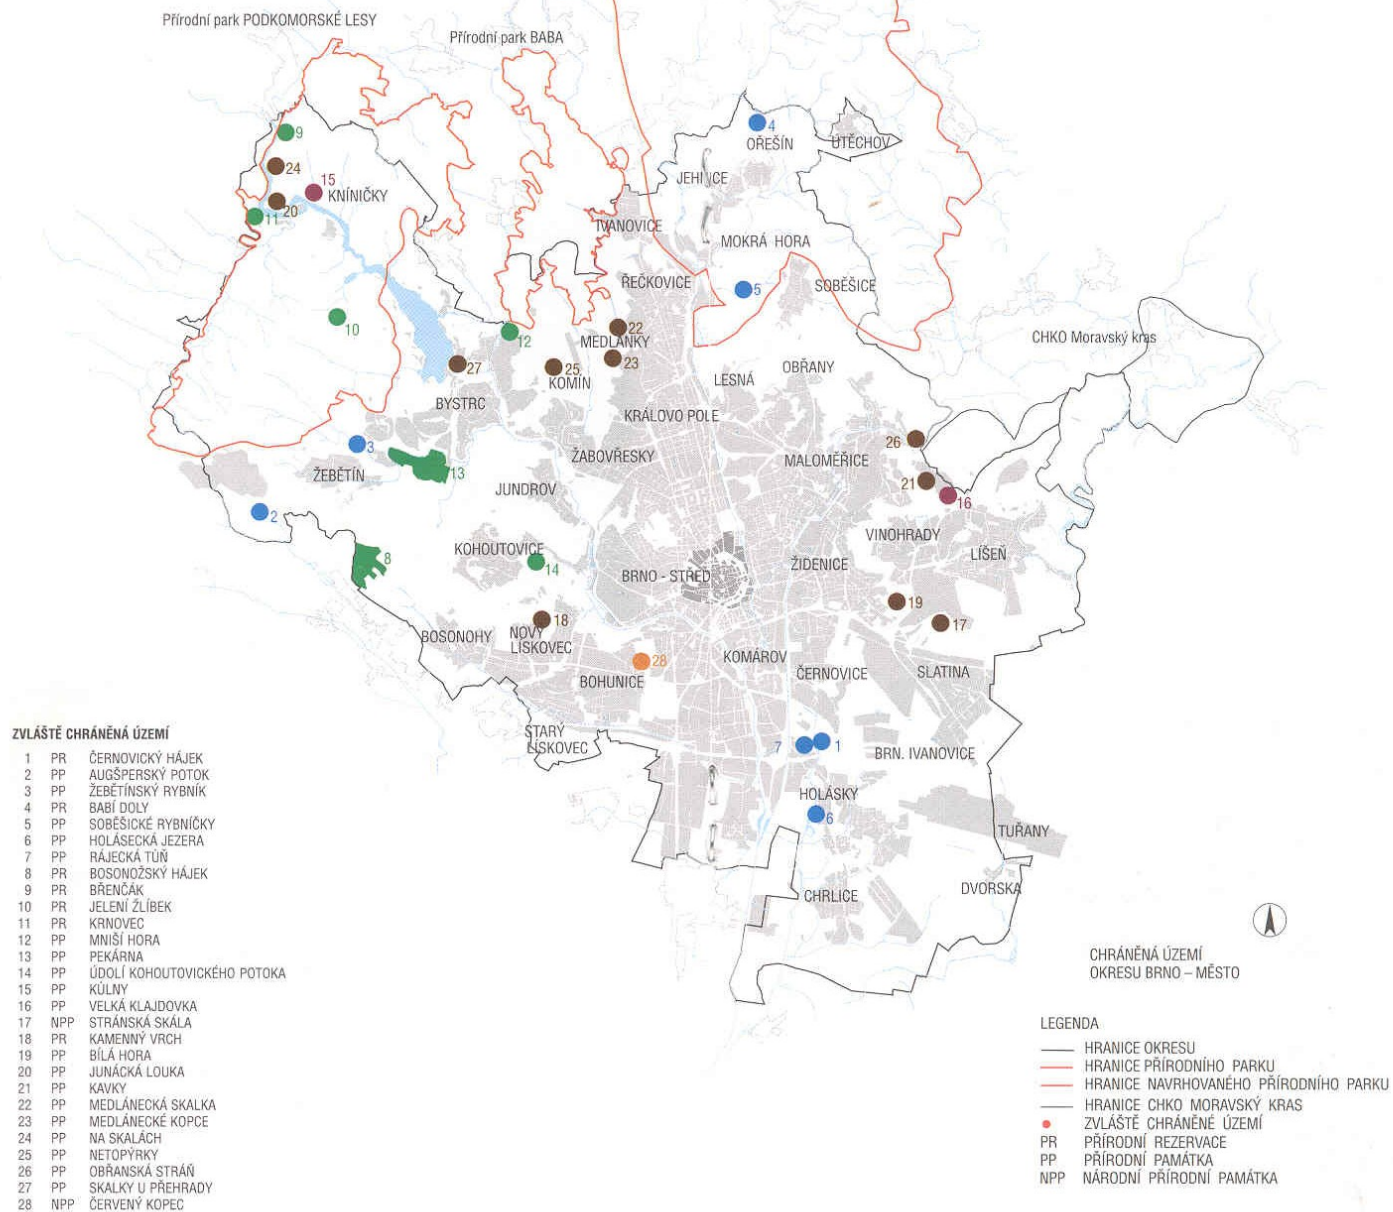 Přírodní park PODKOMORSKÉ LESY
Přírodní park BABA
9
4
OŘEŠÍN
ÚTĚCHOV
24
15
KNÍNIČKY
JEHNICE
20
11
IVANOVICE
MOKRÁ HORA
ŘEČKOVICE
5
SOBĚŠICE
10
12
22
MEDLÁNKY
CHKO Moravský kras
27
25
KOMÍN
23
LESNÁ
OBŘANY
BYSTRC
KRÁLOVO POLE
3
26
ŽABOVŘESKY
MALOMĚŘICE
ŽEBĚTÍN
13
JUNDROV
21
16
2
VINOHRADY
LÍŠEŇ
KOHOUTOVICE
8
14
BRNO - STŘED
ŽIDENICE
19
18
17
BOSONOHY
NOVÝ
LÍSKOVEC
28
KOMÁROV
ČERNOVICE
SLATINA
BOHUNICE
STARÝ
LÍSKOVEC
7
1
BRN. IVANOVICE
HOLÁSKY
6
TUŘANY
DVORSKA
CHRLICE
ZVLÁŠTĚ CHRÁNĚNÁ ÚZEMÍ
1 PR ČERNOVICKÝ HÁJEK
2 PP AUGŠPERSKÝ POTOK
3 PP ŽEBĚTÍNSKÝ RYBNÍK
4 PR BABÍ DOLY
5 PP SOBĚŠICKÉ RYBNÍČKY
6 PP HOLÁSECKÁ JEZERA
7 PP RÁJECKÁ TŮŇ
8 PR BOSONOŽSKÝ HÁJEK
9 PR BŘENČÁK
10 PR JELENÍ ŽLÍBEK
11 PR KRNOVEC
12 PP MNIŠÍ HORA
13 PP PEKÁRNA
14 PP ÚDOLÍ KOHOUTOVICKÉHO POTOKA
15 PP KŮLNY
16 PP VELKÁ KLAJDOVKA
17 NPP STRÁNSKÁ SKÁLA
18 PR KAMENNÝ VRCH
19 PP BÍLÁ HORA
20 PP JUNÁCKÁ LOUKA
21 PP KAVKY
22 PP MEDLÁNECKÁ SKALKA
23 PP MEDLÁNECKÉ KOPCE
24 PP NA SKALÁCH
25 PP NETOPÝRKY
26 PP OBŘANSKÁ STRÁŇ
27 PP SKALKY U PŘEHRADY
28 NPP ČERVENÝ KOPEC
CHRÁNĚNÁ ÚZEMÍ
OKRESU BRNO – MĚSTO
LEGENDA
HRANICE OKRESU
HRANICE PŘÍRODNÍHO PARKU
HRANICE NAVRHOVANÉHO PŘÍRODNÍHO PARKU
HRANICE CHKO MORAVSKÝ KRAS
ZVLÁŠTĚ CHRÁNĚNÉ ÚZEMÍ
PR PŘÍRODNÍ REZERVACE
PP PŘÍRODNÍ PAMÁTKA
NPP NÁRODNÍ PŘÍRODNÍ PAMÁTKA